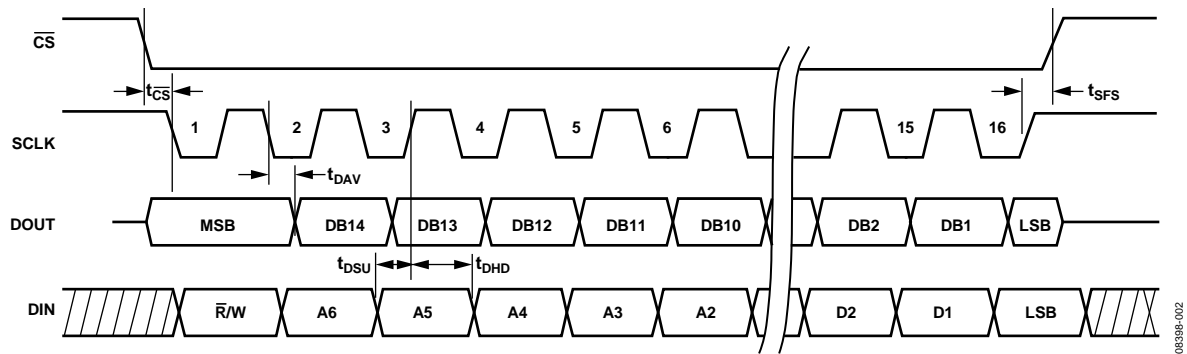 CS
tCS
tSFS
SCLK
1 2 3 4 5 6 15 16
tDAV
DOUT
MSB DB14 DB13 DB12 DB11 DB10 DB2 DB1 LSB
tDSU tDHD
DIN
R/W A6 A5 A4 A3 A2 D2 D1 LSB
08398-002